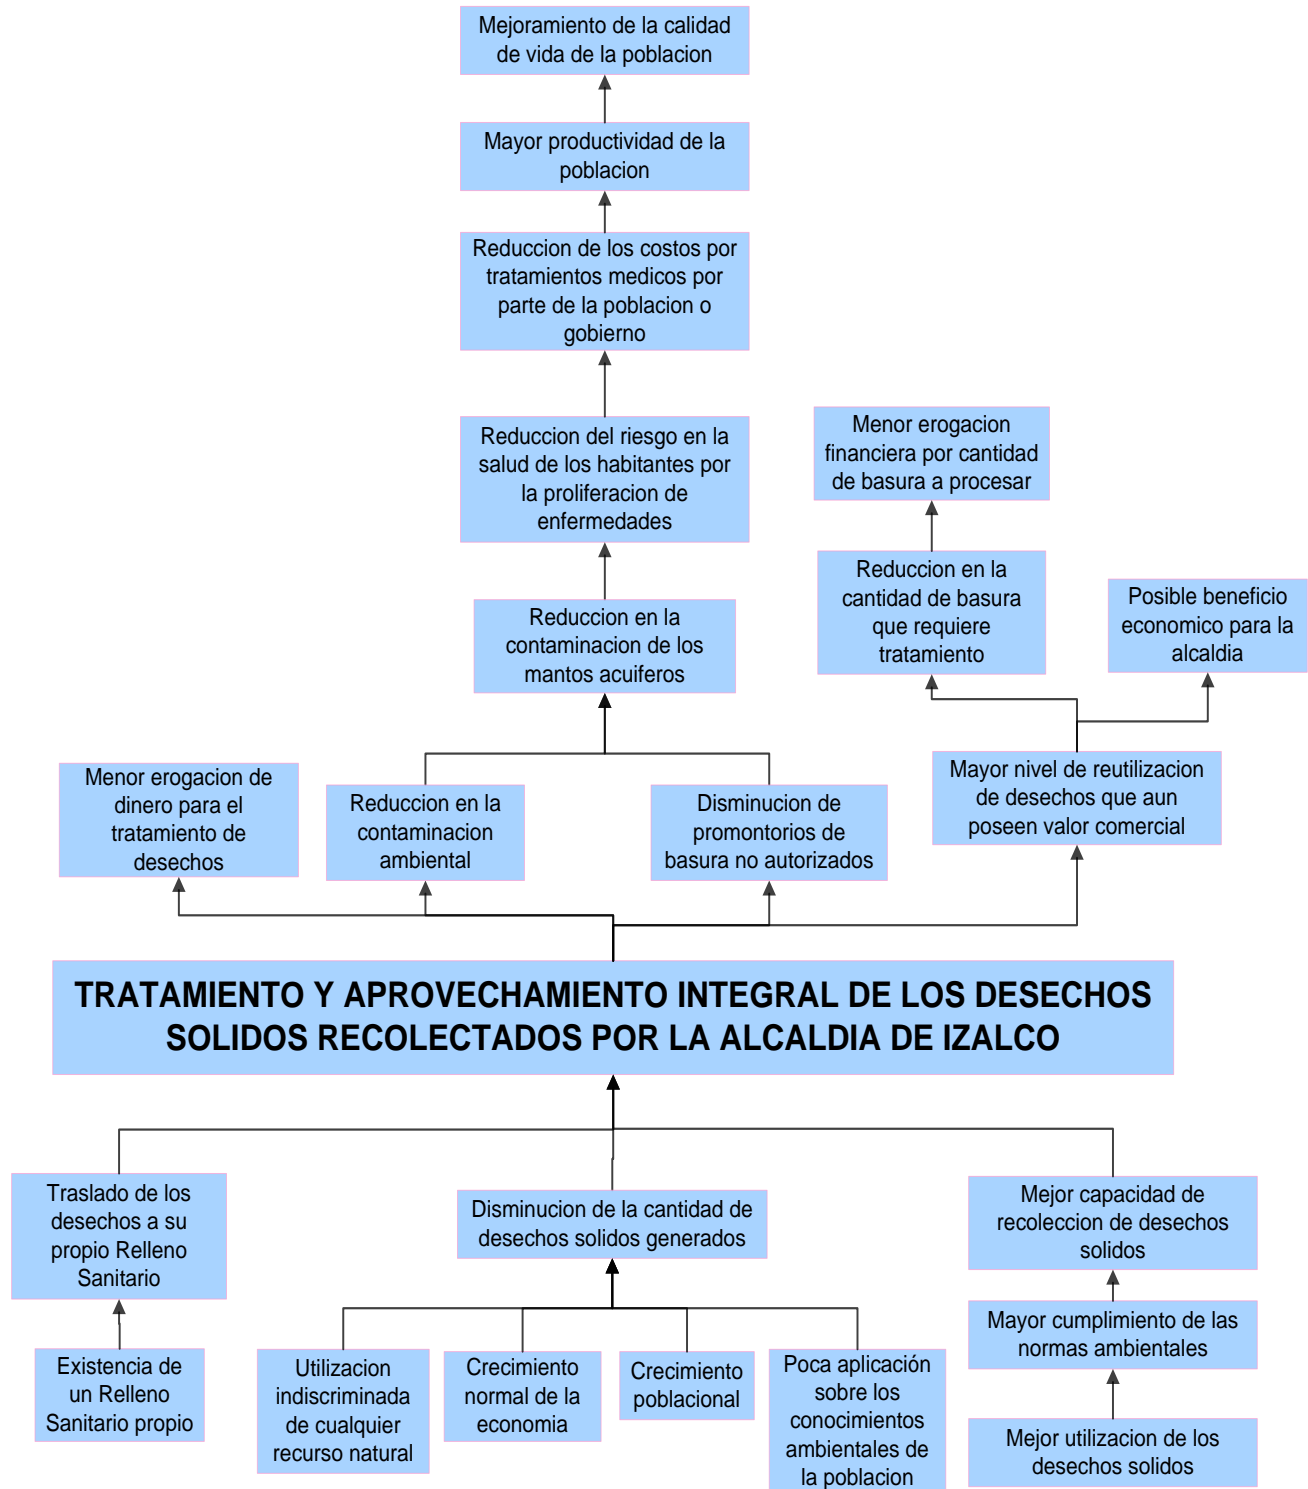 Mejoramiento de la calidad
de vida de la poblacion
Mayor productividad de la
poblacion
Reduccion de los costos por
tratamientos medicos por
parte de la poblacion o
gobierno
Reduccion del riesgo en la
salud de los habitantes por
la proliferacion de
enfermedades
Menor erogacion
financiera por cantidad
de basura a procesar
Reduccion en la
cantidad de basura
que requiere
tratamiento
Posible beneficio
economico para la
alcaldia
Reduccion en la
contaminacion de los
mantos acuiferos
Menor erogacion de
dinero para el
tratamiento de
desechos
Reduccion en la
contaminacion
ambiental
Disminucion de
promontorios de
basura no autorizados
Mayor nivel de reutilizacion
de desechos que aun
poseen valor comercial
TRATAMIENTO Y APROVECHAMIENTO INTEGRAL DE LOS DESECHOS
SOLIDOS RECOLECTADOS POR LA ALCALDIA DE IZALCO
Traslado de los
desechos a su
propio Relleno
Sanitario
Disminucion de la cantidad de
desechos solidos generados
Mejor capacidad de
recoleccion de desechos
solidos
Mayor cumplimiento de las
normas ambientales
Existencia de
un Relleno
Sanitario propio
Utilizacion
indiscriminada
de cualquier
recurso natural
Crecimiento
normal de la
economia
Crecimiento
poblacional
Poca aplicación
sobre los
conocimientos
ambientales de
la poblacion
Mejor utilizacion de los
desechos solidos